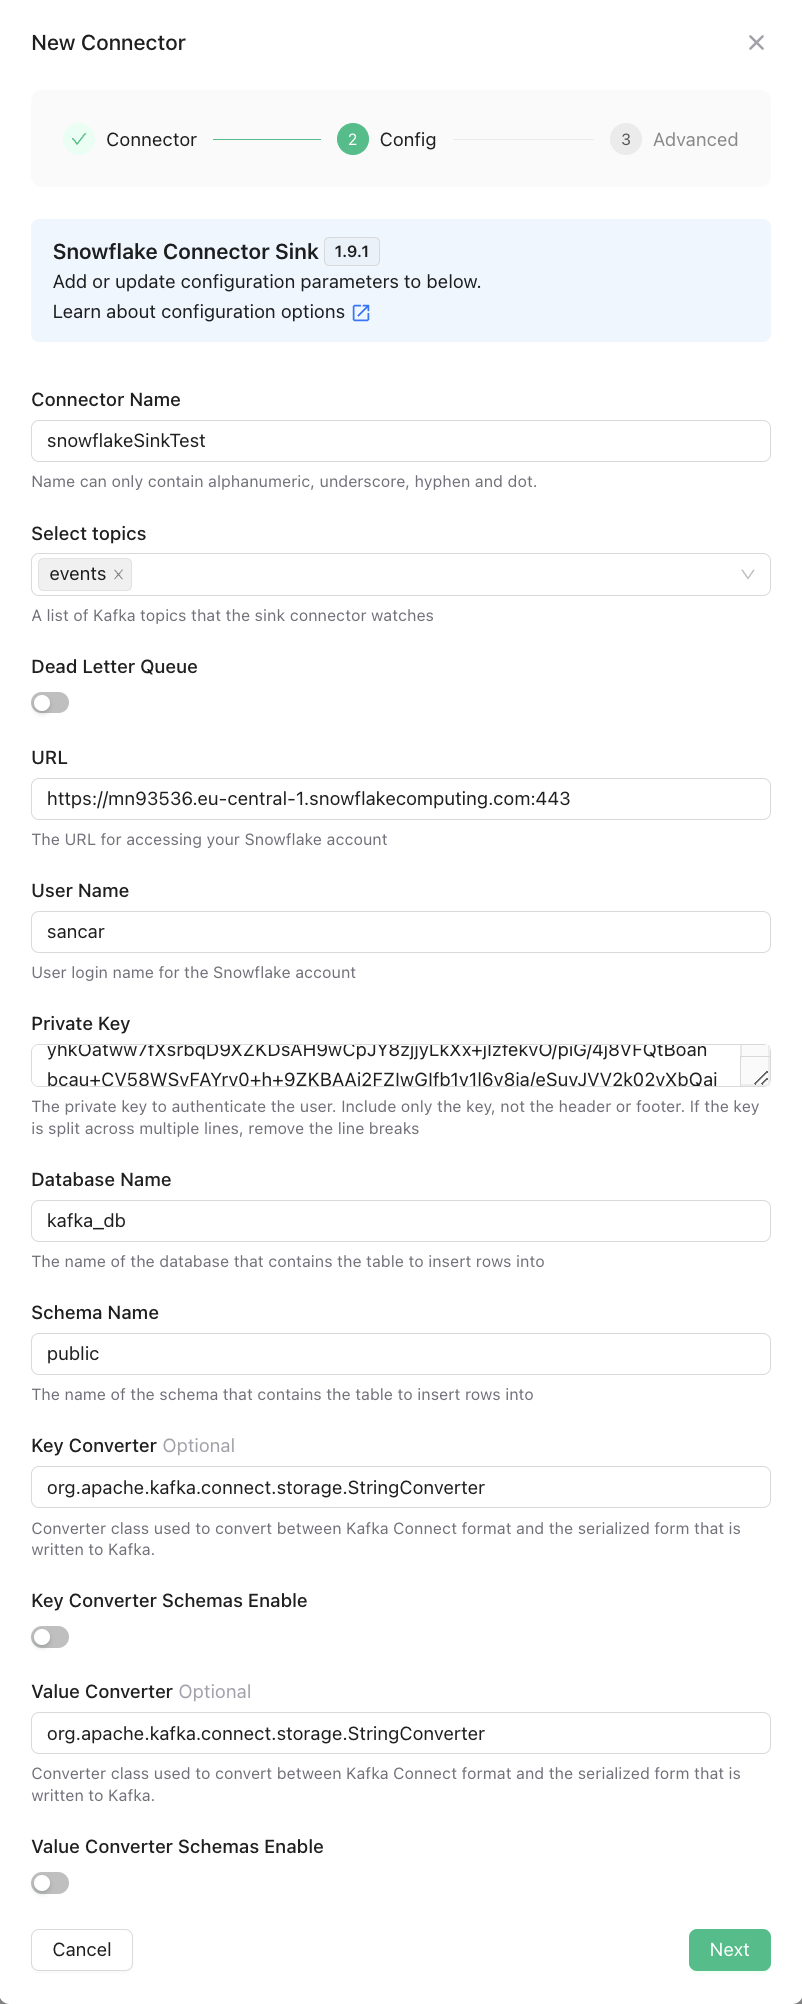 New Connector
Connector
2 Config
3 Advanced
Snowflake Connector Sink 1.9.1
Add or update configuration parameters to below.
Learn about configuration options
Connector Name
snowflakeSinkTest
Name can only contain alphanumeric, underscore, hyphen and dot.
Select topics
events
A list of Kafka topics that the sink connector watches
Dead Letter Queue
URL
https://mn93536.eu-central-1.snowflakecomputing.com:443
The URL for accessing your Snowflake account
User Name
sancar
User login name for the Snowflake account
Private Key
The private key to authenticate the user. Include only the key, not the header or footer. If the key
is split across multiple lines, remove the line breaks
Database Name
kafka_db
The name of the database that contains the table to insert rows into
Schema Name
public
The name of the schema that contains the table to insert rows into
Key Converter Optional
org.apache.kafka.connect.storage.StringConverter
Converter class used to convert between Kafka Connect format and the serialized form that is
written to Kafka.
Key Converter Schemas Enable
Value Converter Optional
org.apache.kafka.connect.storage.StringConverter
Converter class used to convert between Kafka Connect format and the serialized form that is
written to Kafka.
Value Converter Schemas Enable
Cancel
Next